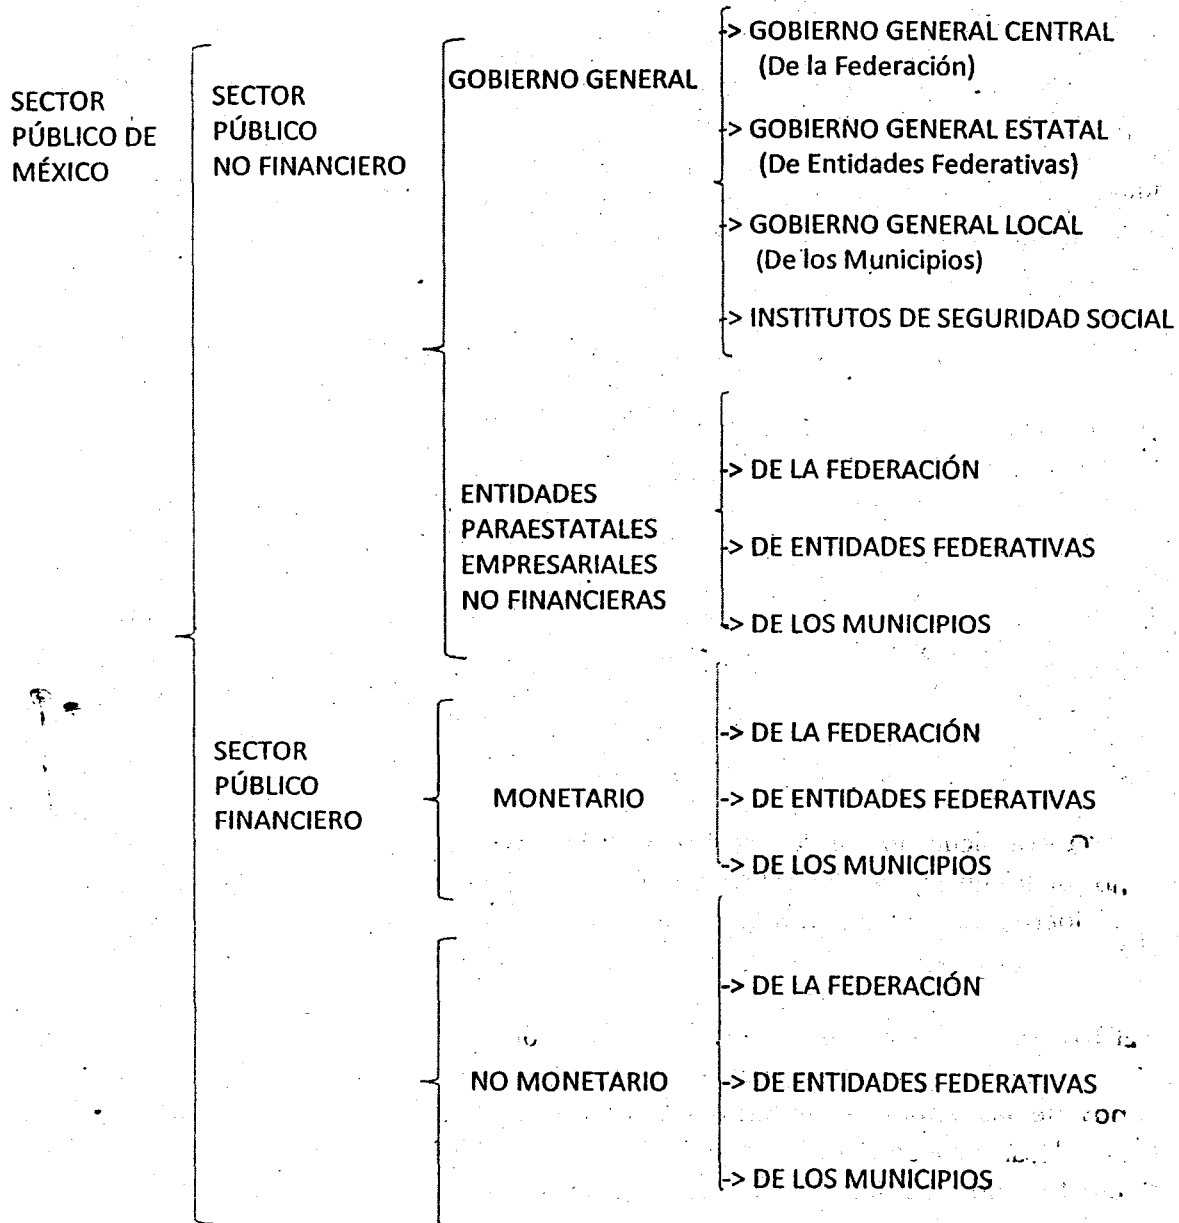 SECTOR
PÚBLICO DE
MÉXICO
SECTOR
PÚBLICO
NO FINANCIERO
GOBIERNO GENERAL
-> GOBIERNO GENERAL CENTRAL
(De la Federación)
-> GOBIERNO GENERAL ESTATAL
(De Entidades Federativas)
-> GOBIERNO GENERAL LOCAL
(De los Municipios)
-> INSTITUTOS DE SEGURIDAD SOCIAL
ENTIDADES
PARAESTATALES
EMPRESARIALES
NO FINANCIERAS
-> DE LA FEDERACIÓN
-> DE ENTIDADES FEDERATIVAS
-> DE LOS MUNICIPIOS
SECTOR
PÚBLICO
FINANCIERO
MONETARIO
-> DE LA FEDERACIÓN
-> DE ENTIDADES FEDERATIVAS
-> DE LOS MUNICIPIOS
NO MONETARIO
-> DE LA FEDERACIÓN
-> DE ENTIDADES FEDERATIVAS
-> DE LOS MUNICIPIOS